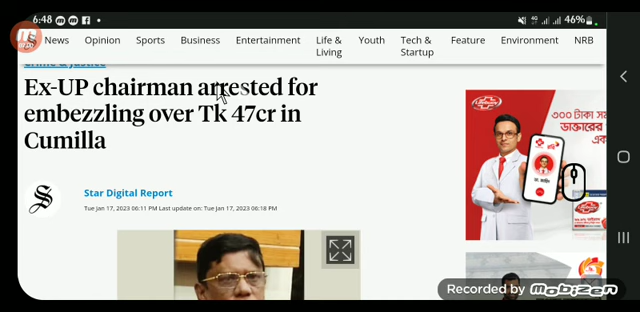 6:48
46%
News Opinion Sports Business Entertainment Life & Living Youth Tech & Startup Feature Environment NRB
Crime & Justice
Ex-UP chairman arrested for
embezzling over Tk 47cr in
Cumilla
Star Digital Report
Tue Jan 17, 2023 06:11 PM Last update on: Tue Jan 17, 2023 06:18 PM
৩০০ টাকা
ডাক্তারের
Recorded by Mobizen